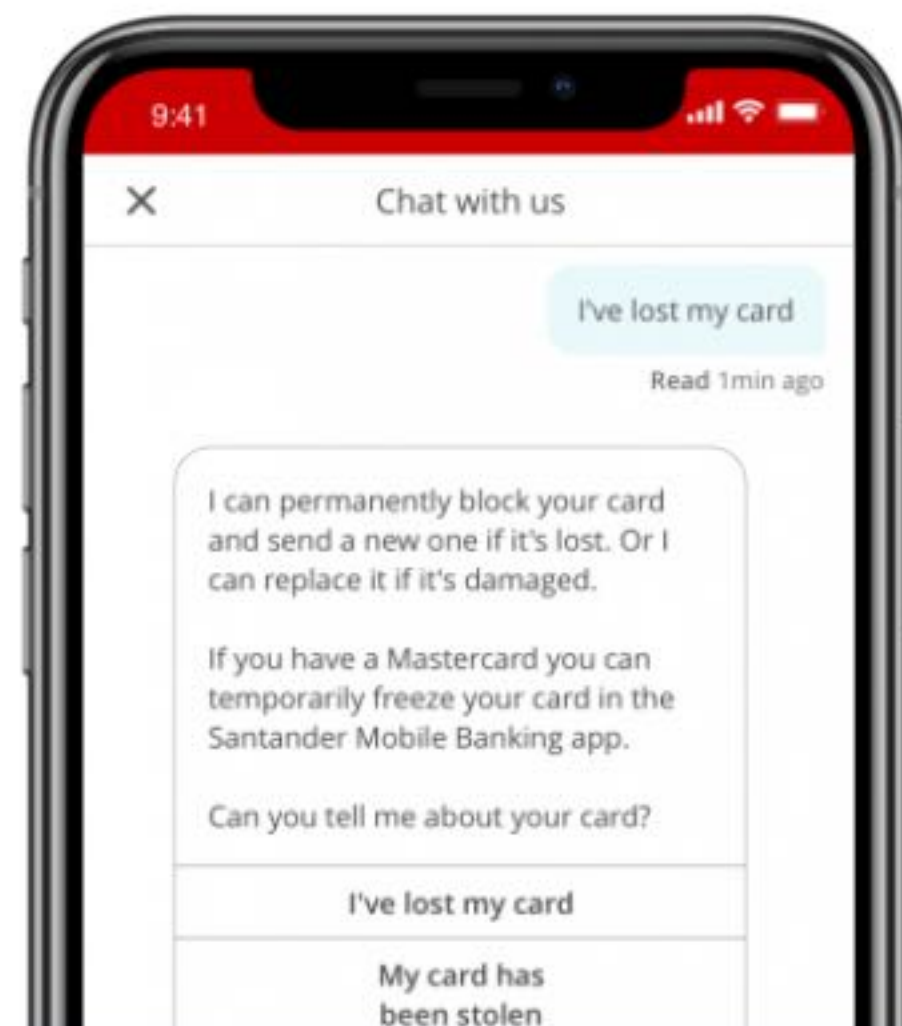 9:41
Chat with us
I've lost my card
Read 1min ago
I can permanently block your card
and send a new one if it's lost. Or I
can replace it if it's damaged.
If you have a Mastercard you can
temporarily freeze your card in the
Santander Mobile Banking app.
Can you tell me about your card?
I've lost my card
My card has
been stolen